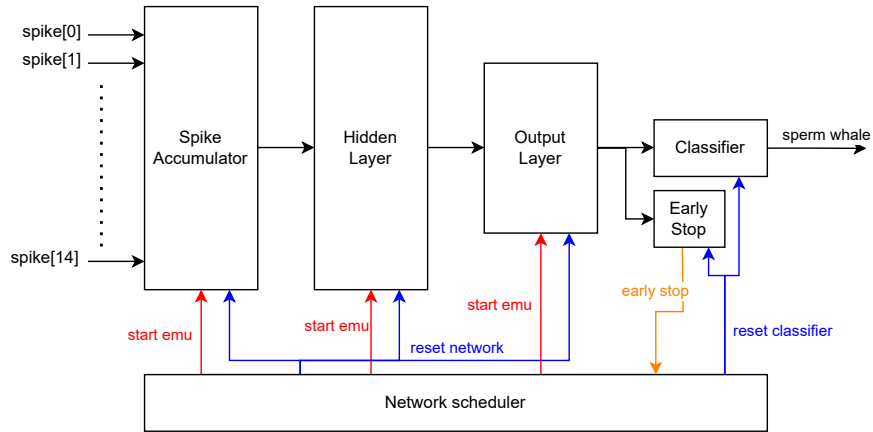 spike[0]
spike[1]
spike[14]
Spike
Accumulator
Hidden
Layer
Output
Layer
Classifier
sperm whale
Early
Stop
start emu
start emu
start emu
reset network
early stop
reset classifier
Network scheduler